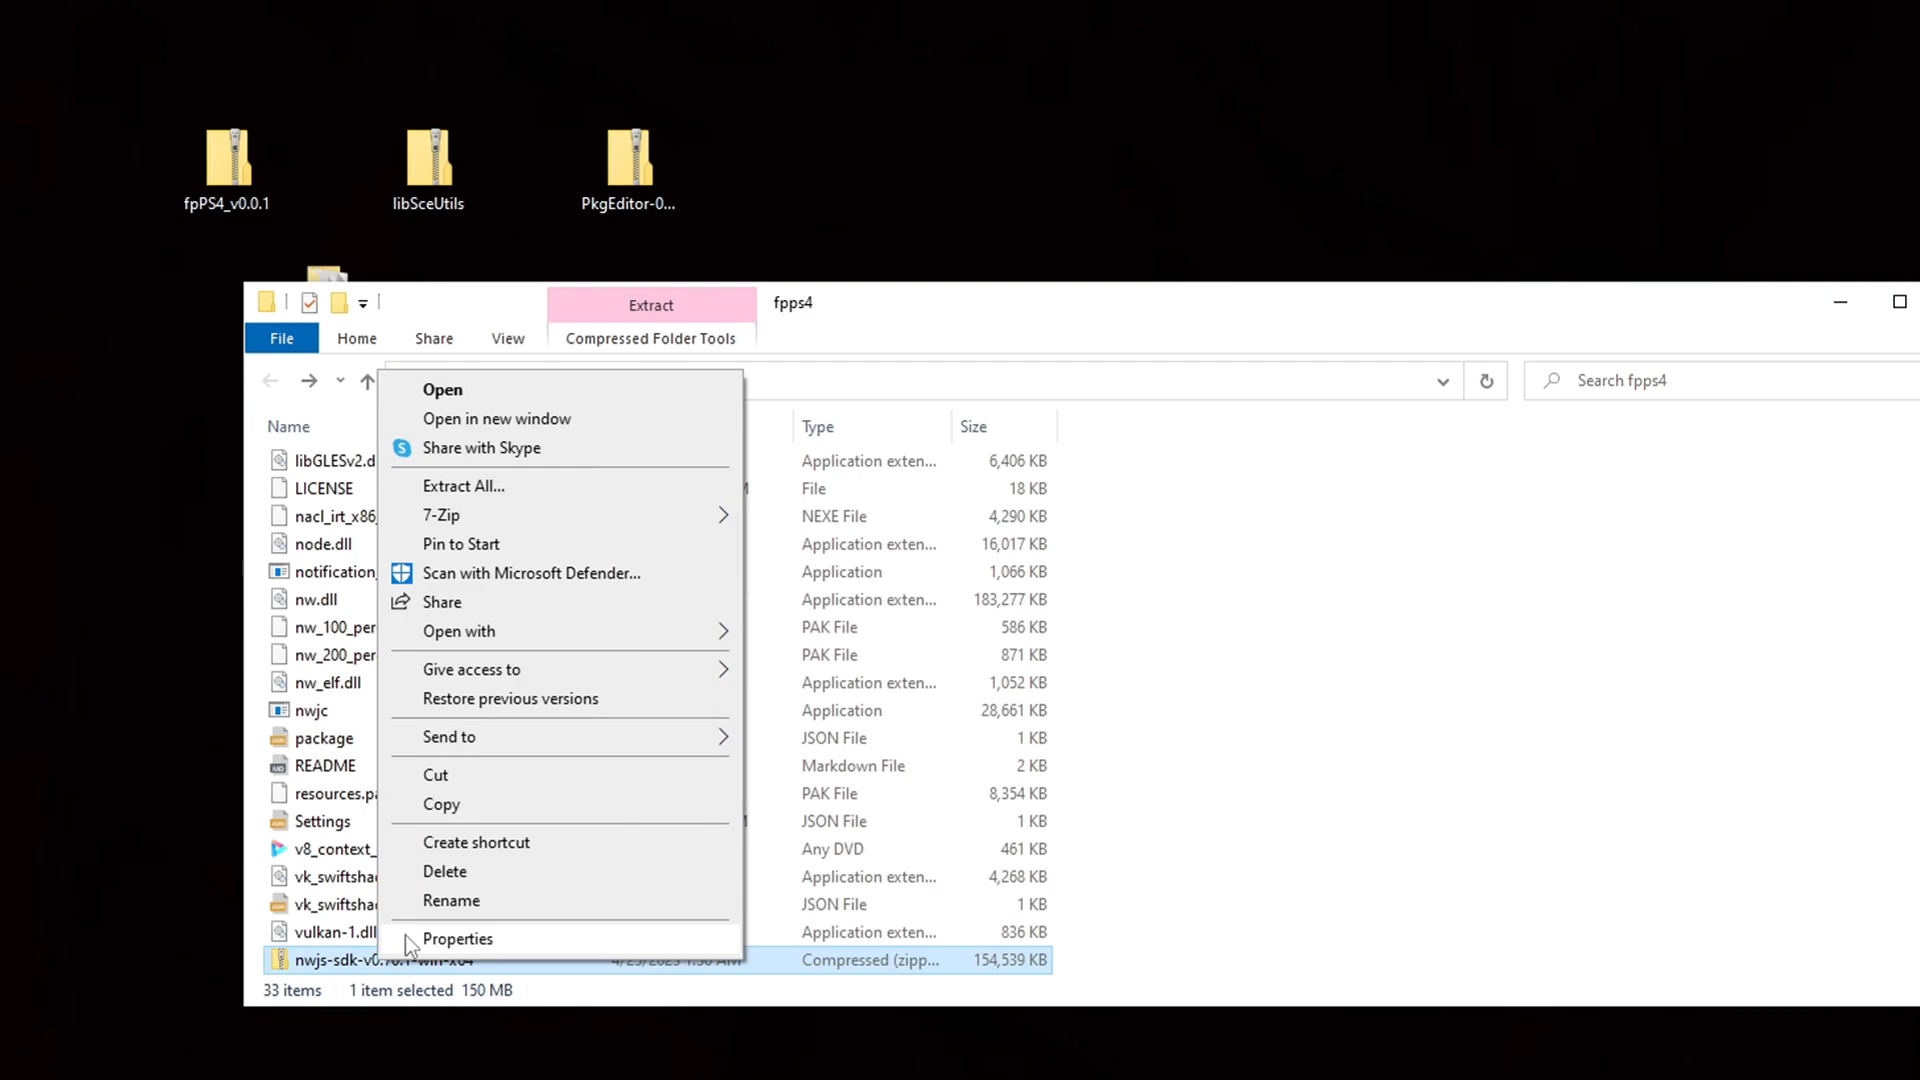 fpPS4_v0.0.1
libSceUtils
PkgEditor-0...
Extract
fpps4
File
Home
Share
View
Compressed Folder Tools
Search fpps4
Open
Open in new window
Share with Skype
Extract All...
7-Zip
Pin to Start
Scan with Microsoft Defender...
Share
Open with
Give access to
Restore previous versions
Send to
Cut
Copy
Create shortcut
Delete
Rename
Properties
Name
Type
Size
libGLESv2.d
Application exten...
6,406 KB
LICENSE
File
18 KB
nacl_irt_x86_
NEXE File
4,290 KB
node.dll
Application exten...
16,017 KB
notification_
Application
1,066 KB
nw.dll
Application exten...
183,277 KB
nw_100_per
PAK File
586 KB
nw_200_per
PAK File
871 KB
nw_elf.dll
Application exten...
1,052 KB
nwjc
Application
28,661 KB
package
JSON File
1 KB
README
Markdown File
2 KB
resources.pa
PAK File
8,354 KB
Settings
JSON File
1 KB
v8_context_
Any DVD
461 KB
vk_swiftsha
Application exten...
4,268 KB
vk_swiftsha
JSON File
1 KB
vulkan-1.dll
Application exten...
836 KB
nwjs-sdk-v0.70.1-win-x64
Compressed (zipp...
154,539 KB
33 items
1 item selected 150 MB